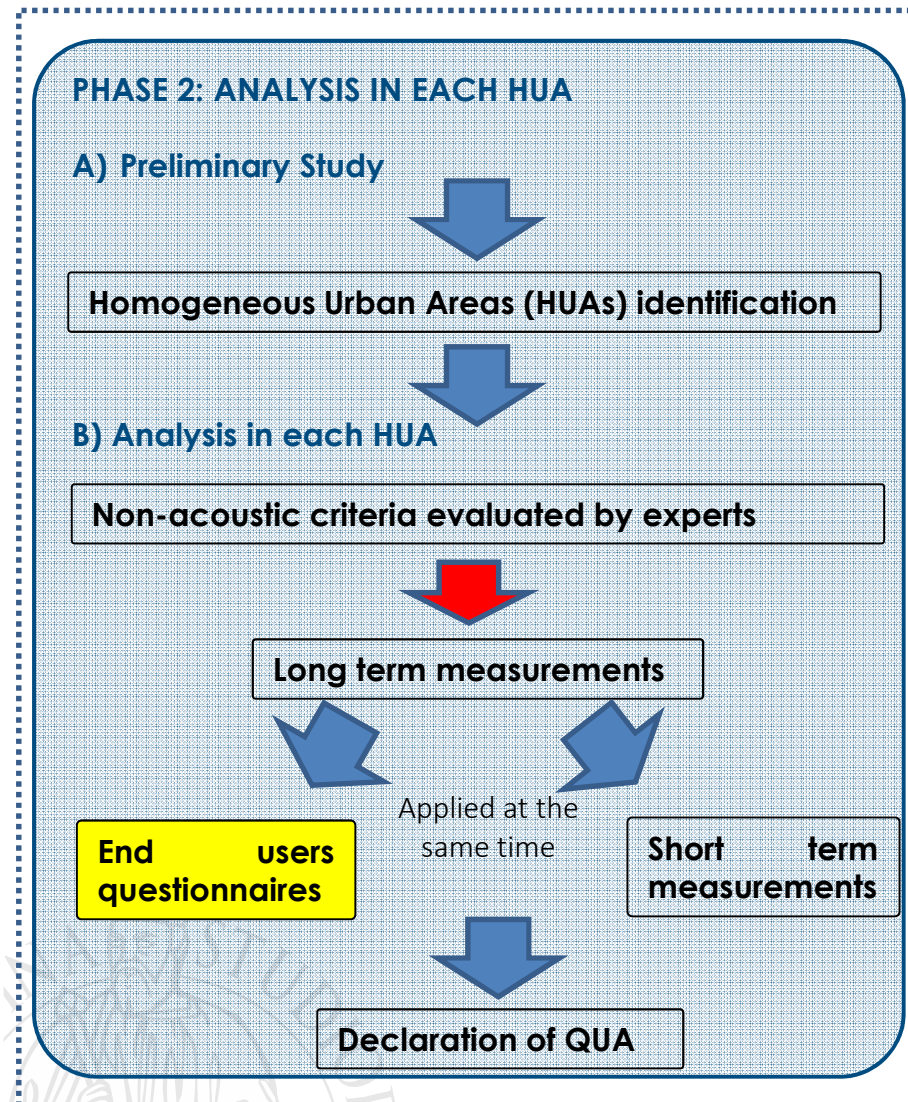 PHASE 2: ANALYSIS IN EACH HUA
A) Preliminary Study
Homogeneous Urban Areas (HUAs) identification
B) Analysis in each HUA
Non-acoustic criteria evaluated by experts
Long term measurements
Applied at the
same time
End users
questionnaires
Short term
measurements
Declaration of QUA